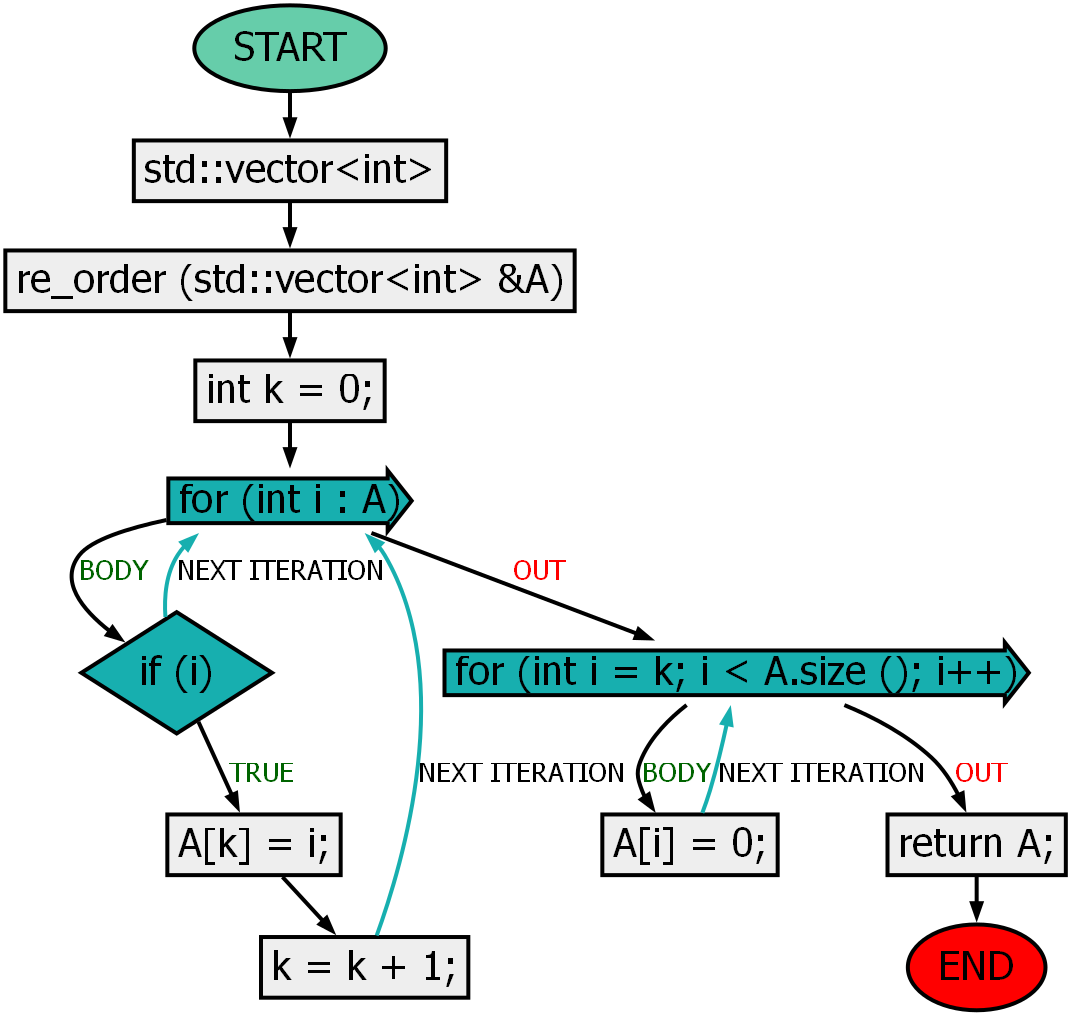 START
std::vector<int>
re_order (std::vector<int> &A)
int k = 0;
for (int i : A)
BODY
NEXT ITERATION
OUT
if (i)
for (int i = k; i < A.size (); i++)
TRUE
NEXT ITERATION
BODY
NEXT ITERATION
OUT
A[k] = i;
A[i] = 0;
return A;
k = k + 1;
END